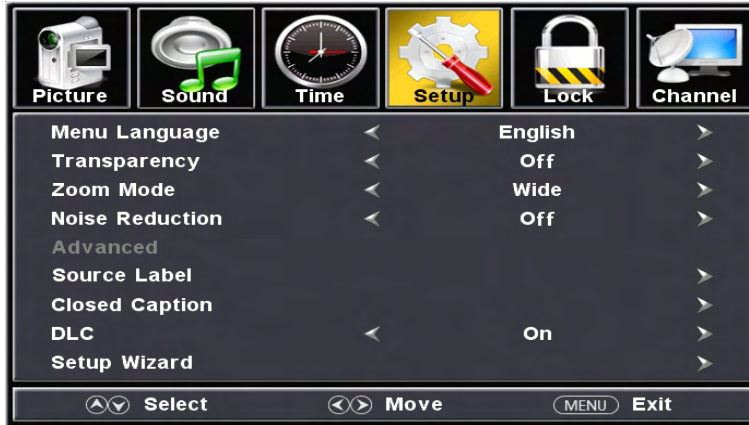 Picture Sound Time Setup Lock Channel
Menu Language English
Transparency Off
Zoom Mode Wide
Noise Reduction Off
Advanced
Source Label
Closed Caption
DLC On
Setup Wizard
Select Move MENU Exit